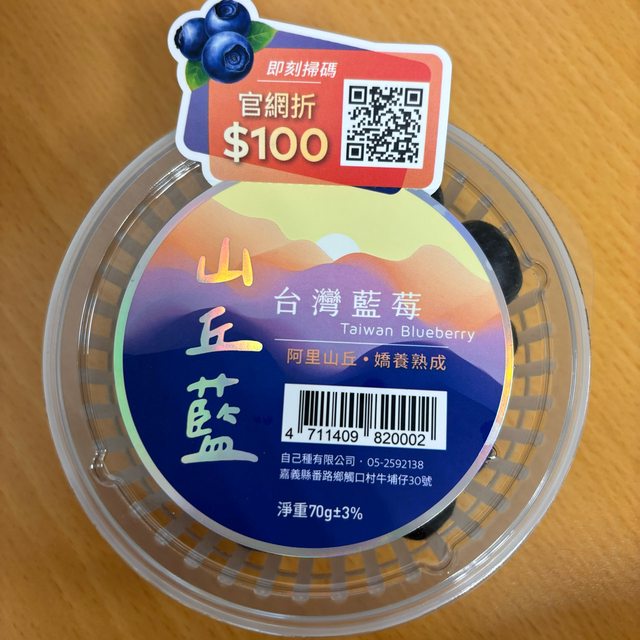 即刻掃碼
官網折
$100
山丘藍
台灣藍莓
Taiwan Blueberry
阿里山丘・嬌養熟成
4 711409 820002
自己種有限公司・05-2592138
嘉義縣番路鄉觸口村牛埔仔30號
淨重70g±3%